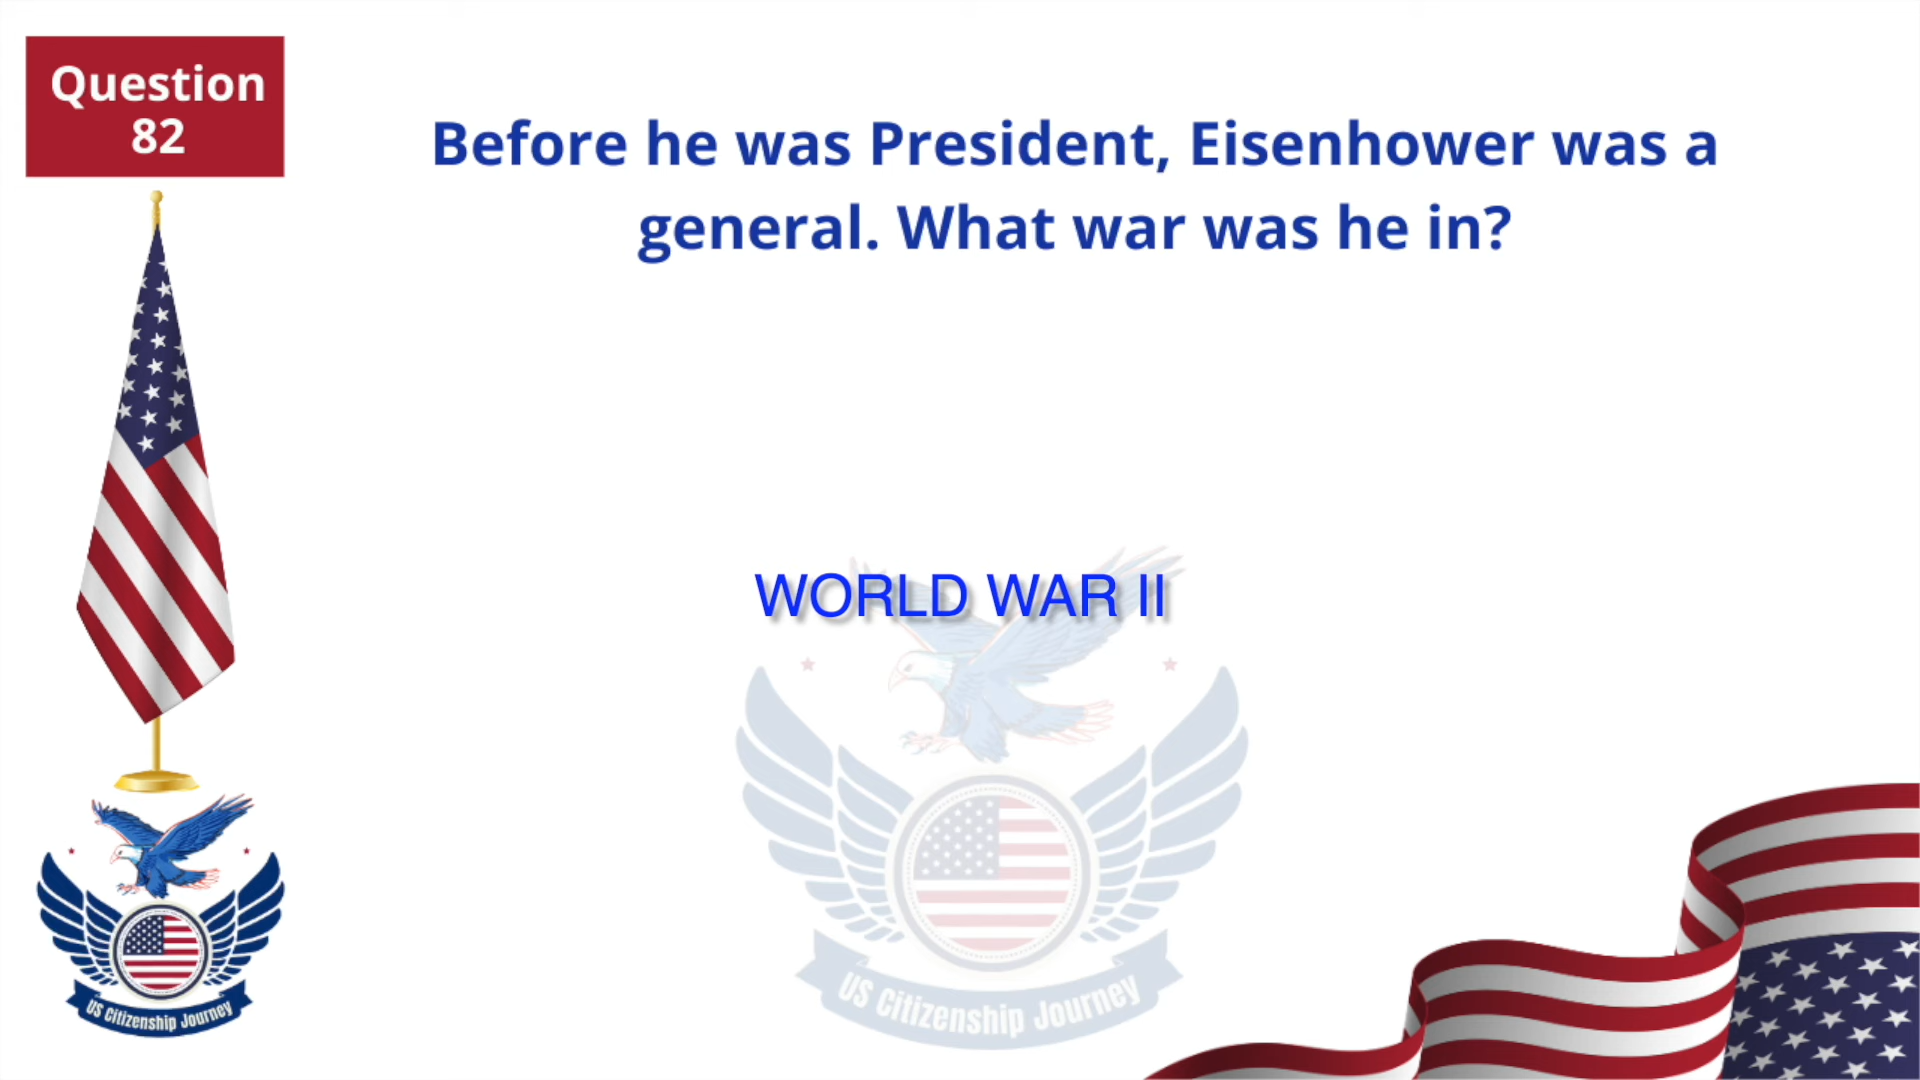 Question
82
Before he was President, Eisenhower was a
general. What war was he in?
WORLD WAR II
US Citizenship Journey
US Citizenship Journey